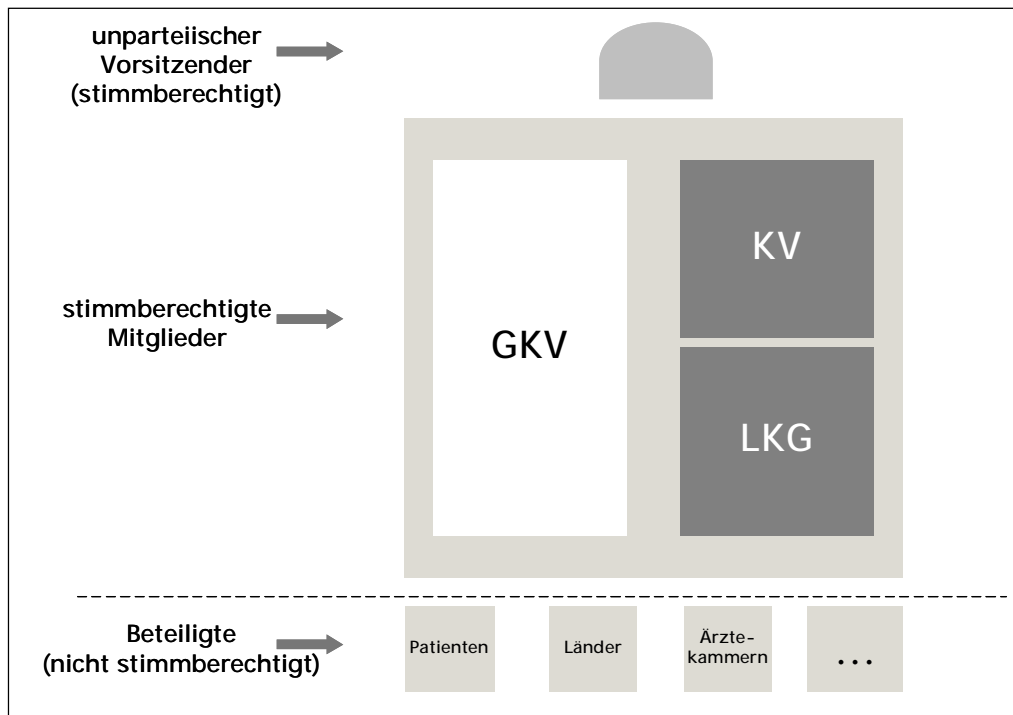 unparteiischer
Vorsitzender
(stimmberechtigt)
KV
stimmberechtigte
Mitglieder
GKV
LKG
Beteiligte
(nicht stimmberechtigt)
Patienten
Länder
Ärzte-
kammern
...